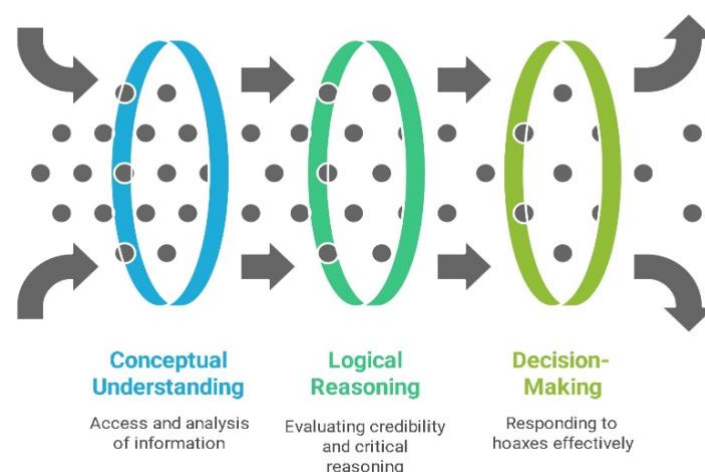 Conceptual
Understanding
Access and analysis
of information
Logical
Reasoning
Evaluating credibility
and critical
reasoning
Decision-
Making
Responding to
hoaxes effectively